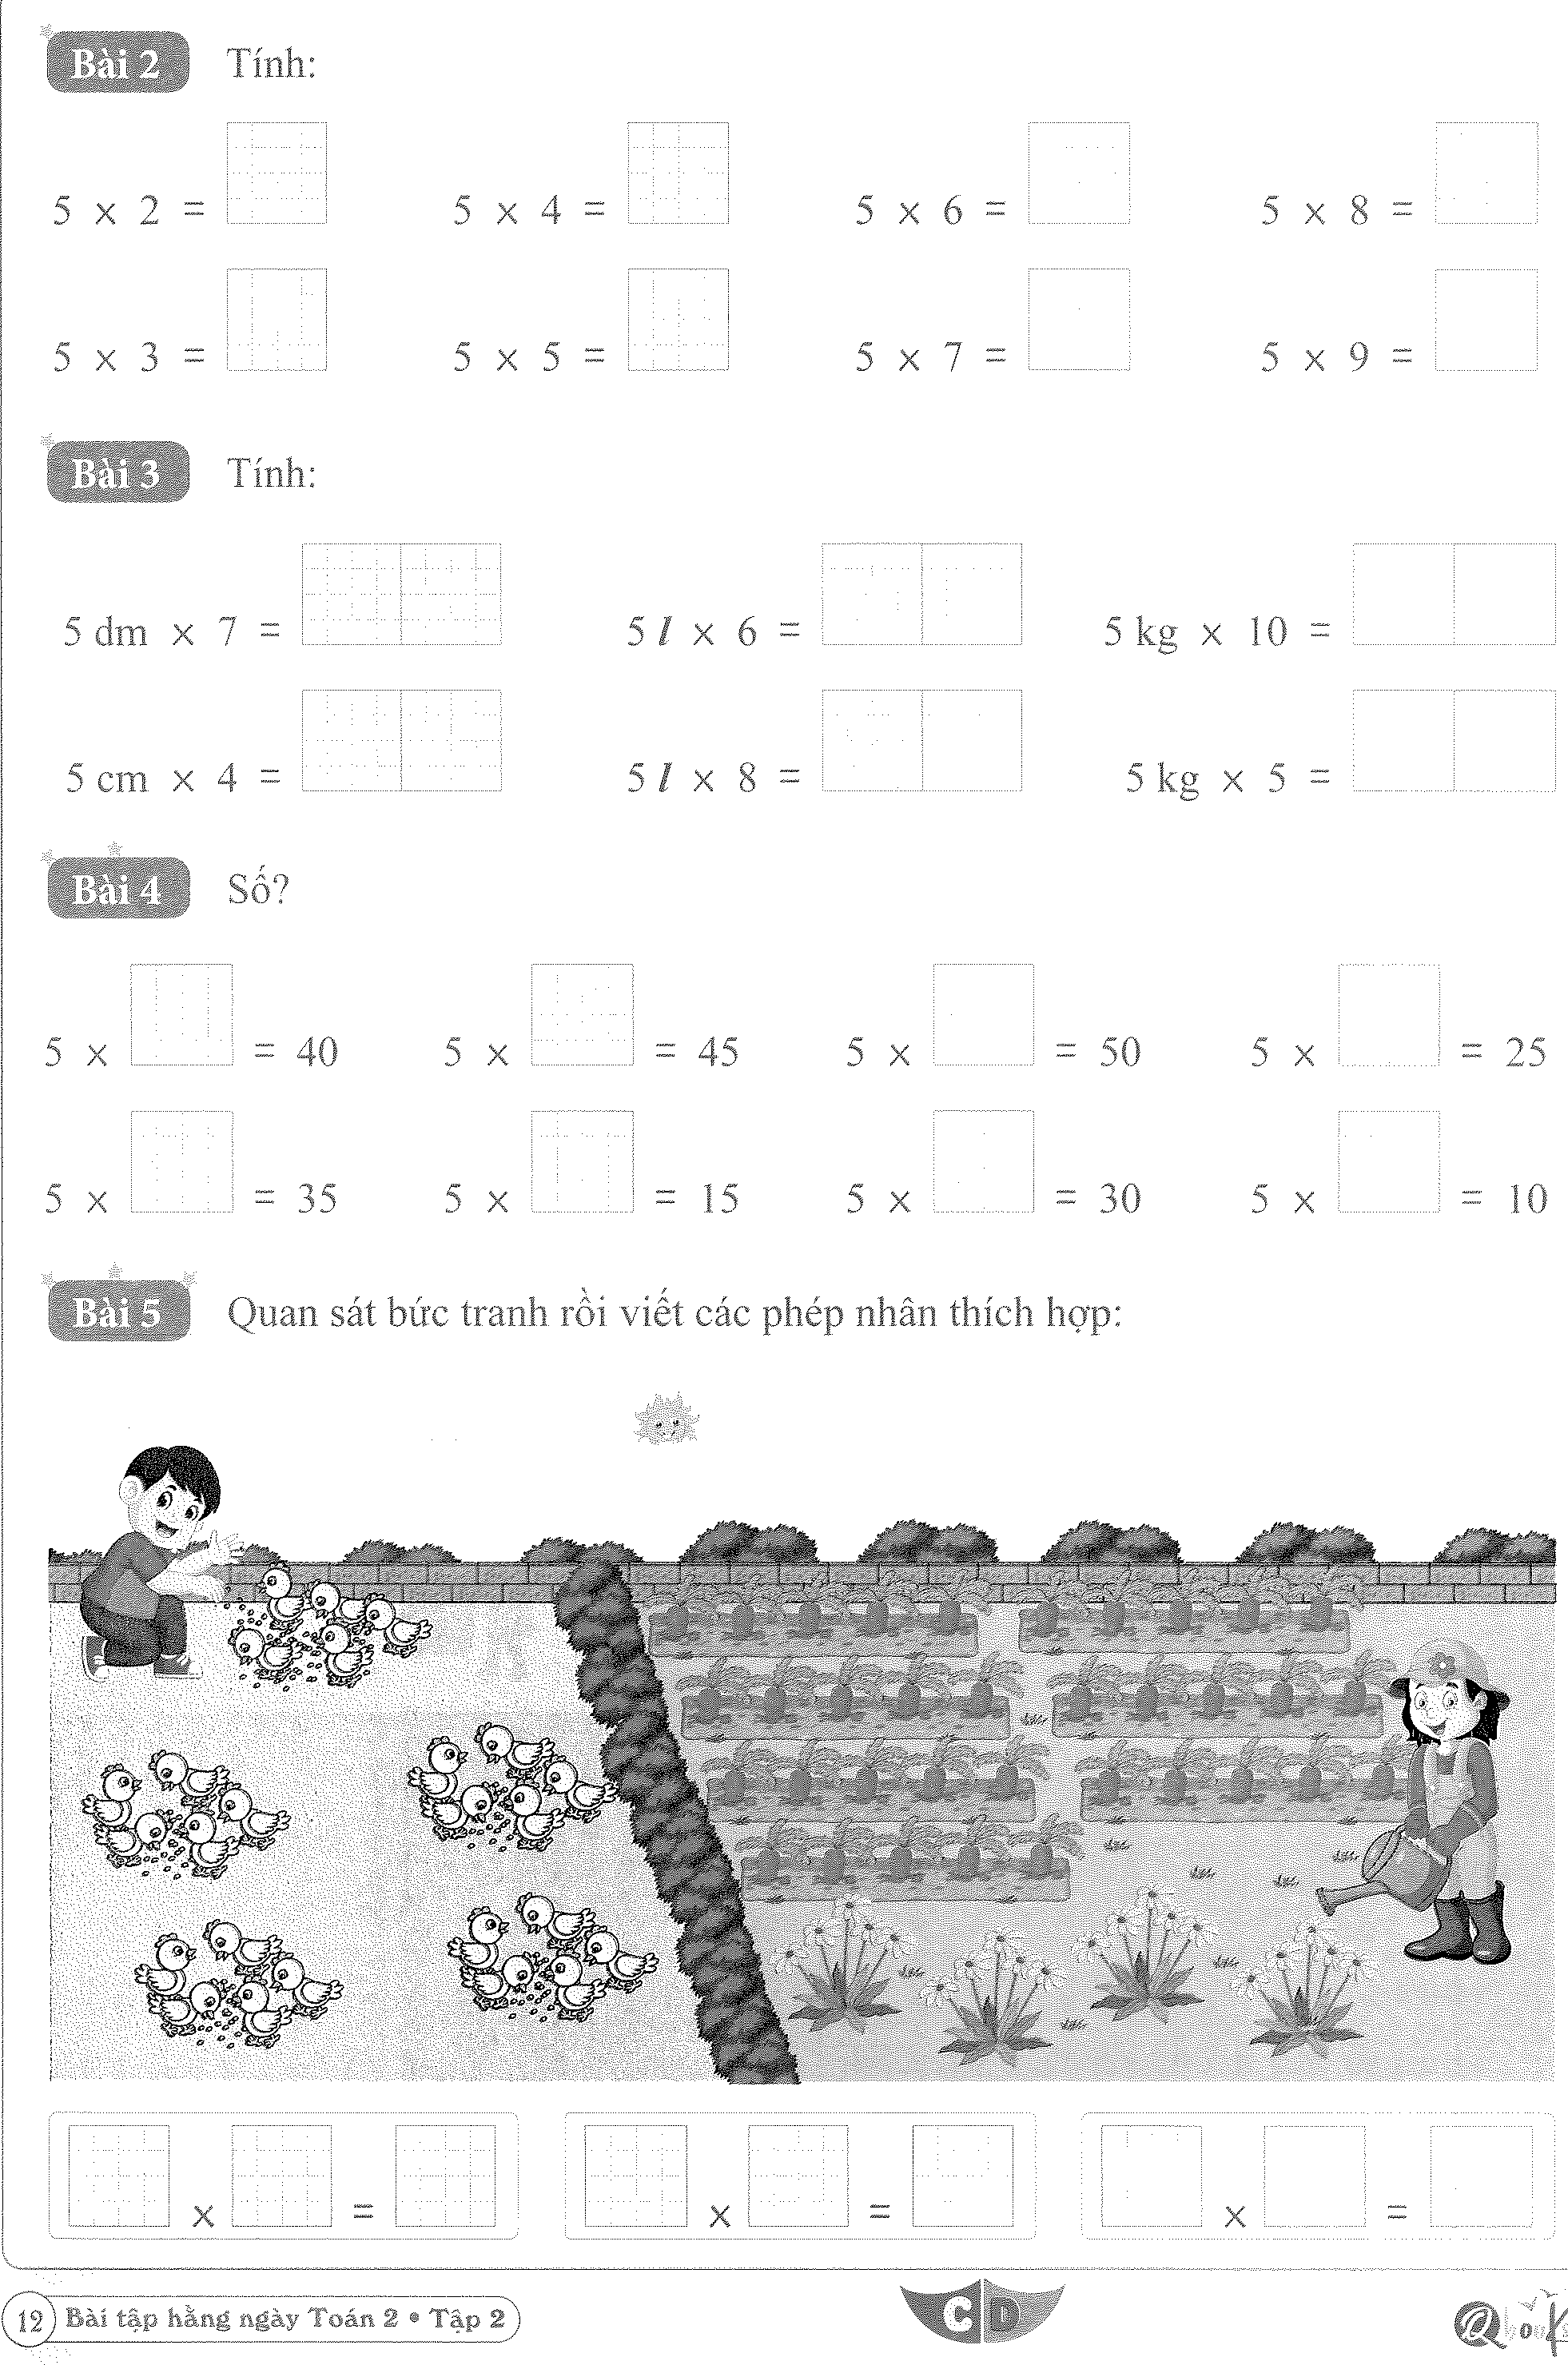 Bài 2 Tính:
5 × 2 = 5 × 4 = 5 × 6 = 5 × 8 =
5 × 3 = 5 × 5 = 5 × 7 = 5 × 9 =
Bài 3 Tính:
5 dm × 7 = 5 l × 6 = 5 kg × 10 =
5 cm × 4 = 5 l × 8 = 5 kg × 5 =
Bài 4 Số?
5 × = 40 5 × = 45 5 × = 50 5 × = 25
5 × = 35 5 × = 15 5 × = 30 5 × = 10
Bài 5 Quan sát bức tranh rồi viết các phép nhân thích hợp:
× = × = × =
12 Bài tập hằng ngày Toán 2 • Tập 2
C D